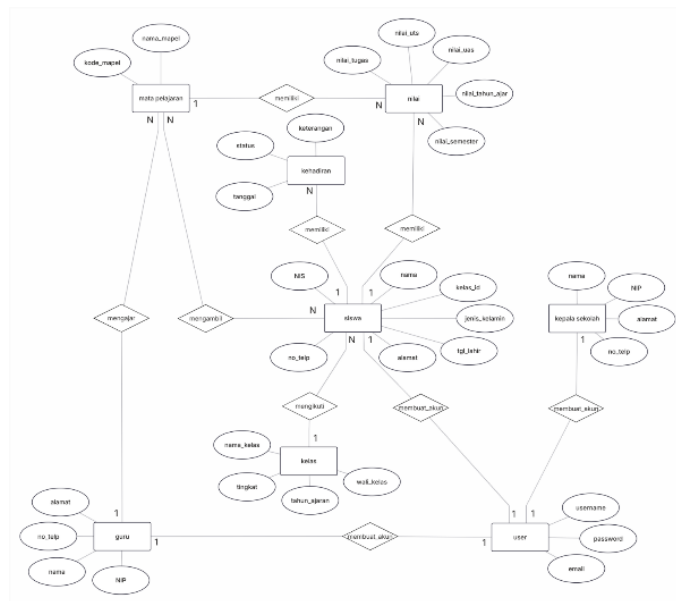 nama_mapel
kode_mapel
mata pelajaran
1
memiliki
N
nilai
nilai_tugas
nilai_uts
nilai_uas
nilai_tahun_ajar
nilai_semester
N
N
N
keterangan
status
kehadiran
tanggal
N
memiliki
memiliki
1
1
NIS
nama
kelas_id
jenis_kelamin
tgl_lahir
alamat
no_telp
siswa
N
N
1
mengajar
mengambil
nama
NIP
kepala sekolah
alamat
no_telp
1
mengikuti
membuat_akun
membuat_akun
1
nama_kelas
kelas
tingkat
wali_kelas
tahun_ajaran
alamat
no_telp
guru
nama
NIP
1
1
membuat_akun
1
1
1
user
username
password
email